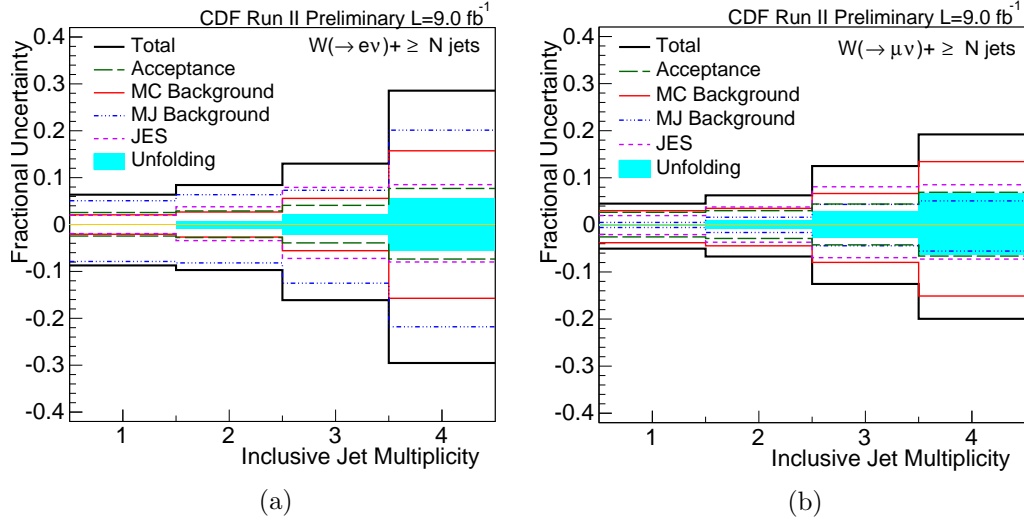 CDF Run II Preliminary L=9.0 fb⁻¹
W(→ eν)+ ≥ N jets
Total
Acceptance
MC Background
MJ Background
JES
Unfolding
Fractional Uncertainty
0.4
0.3
0.2
0.1
0
-0.1
-0.2
-0.3
-0.4
1 2 3 4
Inclusive Jet Multiplicity
(a)
CDF Run II Preliminary L=9.0 fb⁻¹
W(→ μν)+ ≥ N jets
Total
Acceptance
MC Background
MJ Background
JES
Unfolding
Fractional Uncertainty
0.4
0.3
0.2
0.1
0
-0.1
-0.2
-0.3
-0.4
1 2 3 4
Inclusive Jet Multiplicity
(b)